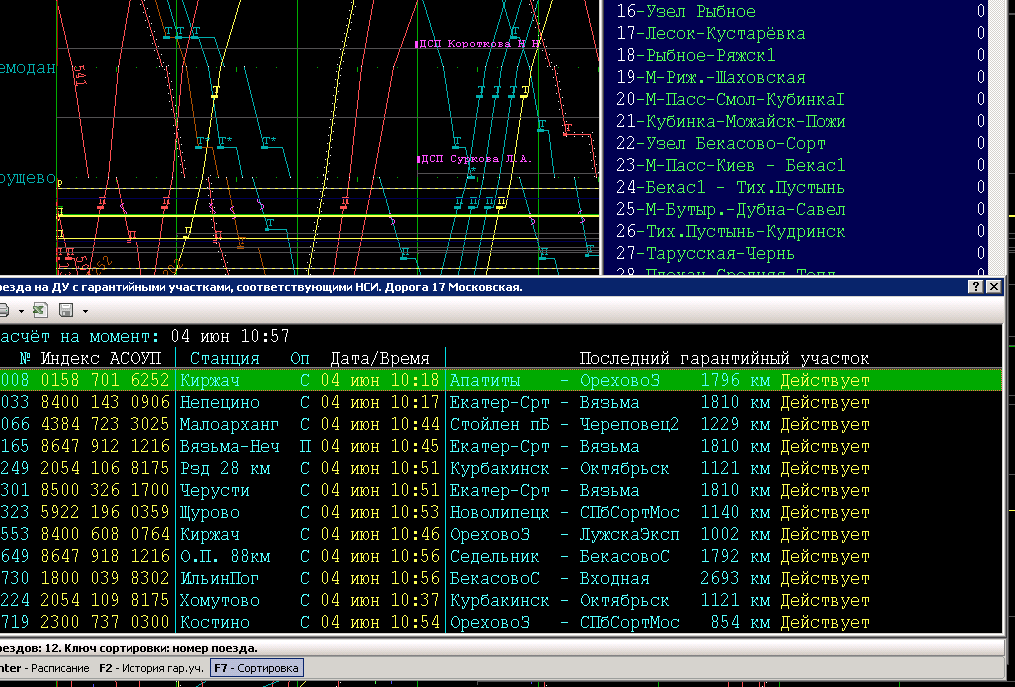 емодан
541
ДСП Короткова Н Н
ДСП Суркова Л.А.
рущево
16-Узел Рыбное 0
17-Лесок-Кустарёвка 0
18-Рыбное-Ряжск1 0
19-М-Риж.-Шаховская 0
20-М-Пасс-Смол-КубинкаI 0
21-Кубинка-Можайск-Пожи 0
22-Узел Бекасово-Сорт 0
23-М-Пасс-Киев - Бекас1 0
24-Бекас1 - Тих.Пустынь 0
25-М-Бутыр.-Дубна-Савел 0
26-Тих.Пустынь-Кудринск 0
27-Тарусская-Чернь 0
оезда на ДУ с гарантийными участками, соответствующими НСИ. Дорога 17 Московская.
асчёт на момент: 04 июн 10:57
№ Индекс АСОУП Станция Оп Дата/Время Последний гарантийный участок
008 0158 701 6252 Киржач С 04 июн 10:18 Апатиты - Орехово3 1796 км Действует
033 8400 143 0906 Непецино С 04 июн 10:17 Екатер-Срт - Вязьма 1810 км Действует
066 4384 723 3025 Малоарханг С 04 июн 10:44 Стойлен пБ - Череповец2 1229 км Действует
165 8647 912 1216 Вязьма-Неч П 04 июн 10:45 Екатер-Срт - Вязьма 1810 км Действует
249 2054 106 8175 Рзд 28 км С 04 июн 10:51 Курбакинск - Октябрьск 1121 км Действует
301 8500 326 1700 Черусти С 04 июн 10:51 Екатер-Срт - Вязьма 1810 км Действует
323 5922 196 0359 Щурово С 04 июн 10:53 Новолипецк - СПбСортМос 1140 км Действует
553 8400 608 0764 Киржач С 04 июн 10:46 Орехово3 - ЛужскаЭксп 1002 км Действует
649 8647 918 1216 О.П. 88км С 04 июн 10:56 Седельник - БекасовоС 1792 км Действует
730 1800 039 8302 ИльинПог С 04 июн 10:56 БекасовоС - Входная 2693 км Действует
224 2054 109 8175 Хомутово С 04 июн 10:37 Курбакинск - Октябрьск 1121 км Действует
719 2300 737 0300 Костино С 04 июн 10:54 Орехово3 - СПбСортМос 854 км Действует
оездов: 12. Ключ сортировки: номер поезда.
nter - Расписание F2 - История гар.уч. F7 - Сортировка